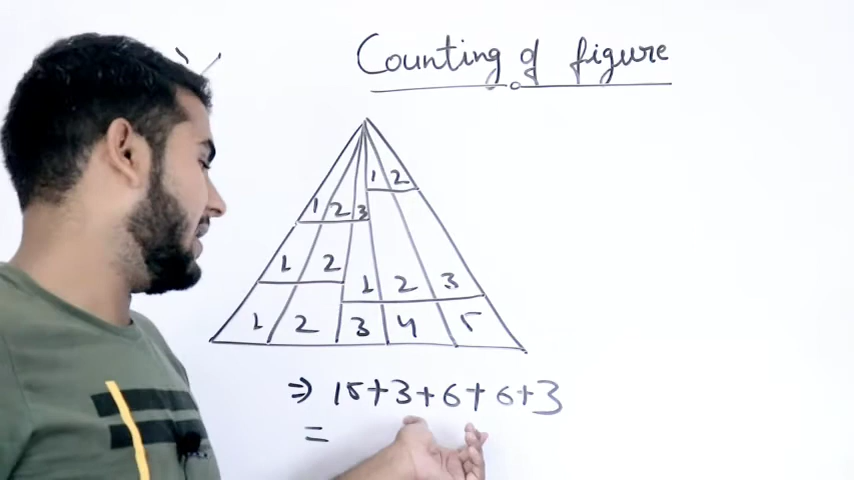 Counting of figure
1 2
1 2 3
1 2
1 2 3
1 2 3 4 5
⇒ 15+3+6+6+3
=